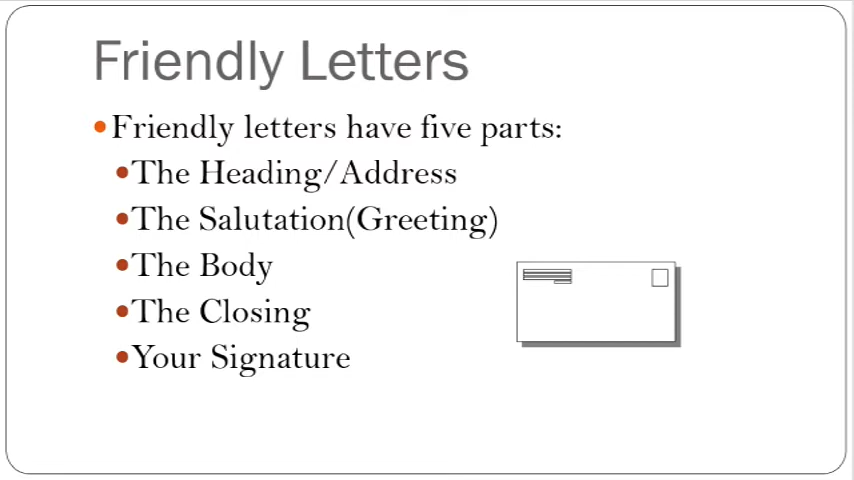 Friendly Letters
•Friendly letters have five parts:
•The Heading/Address
•The Salutation(Greeting)
•The Body
•The Closing
•Your Signature